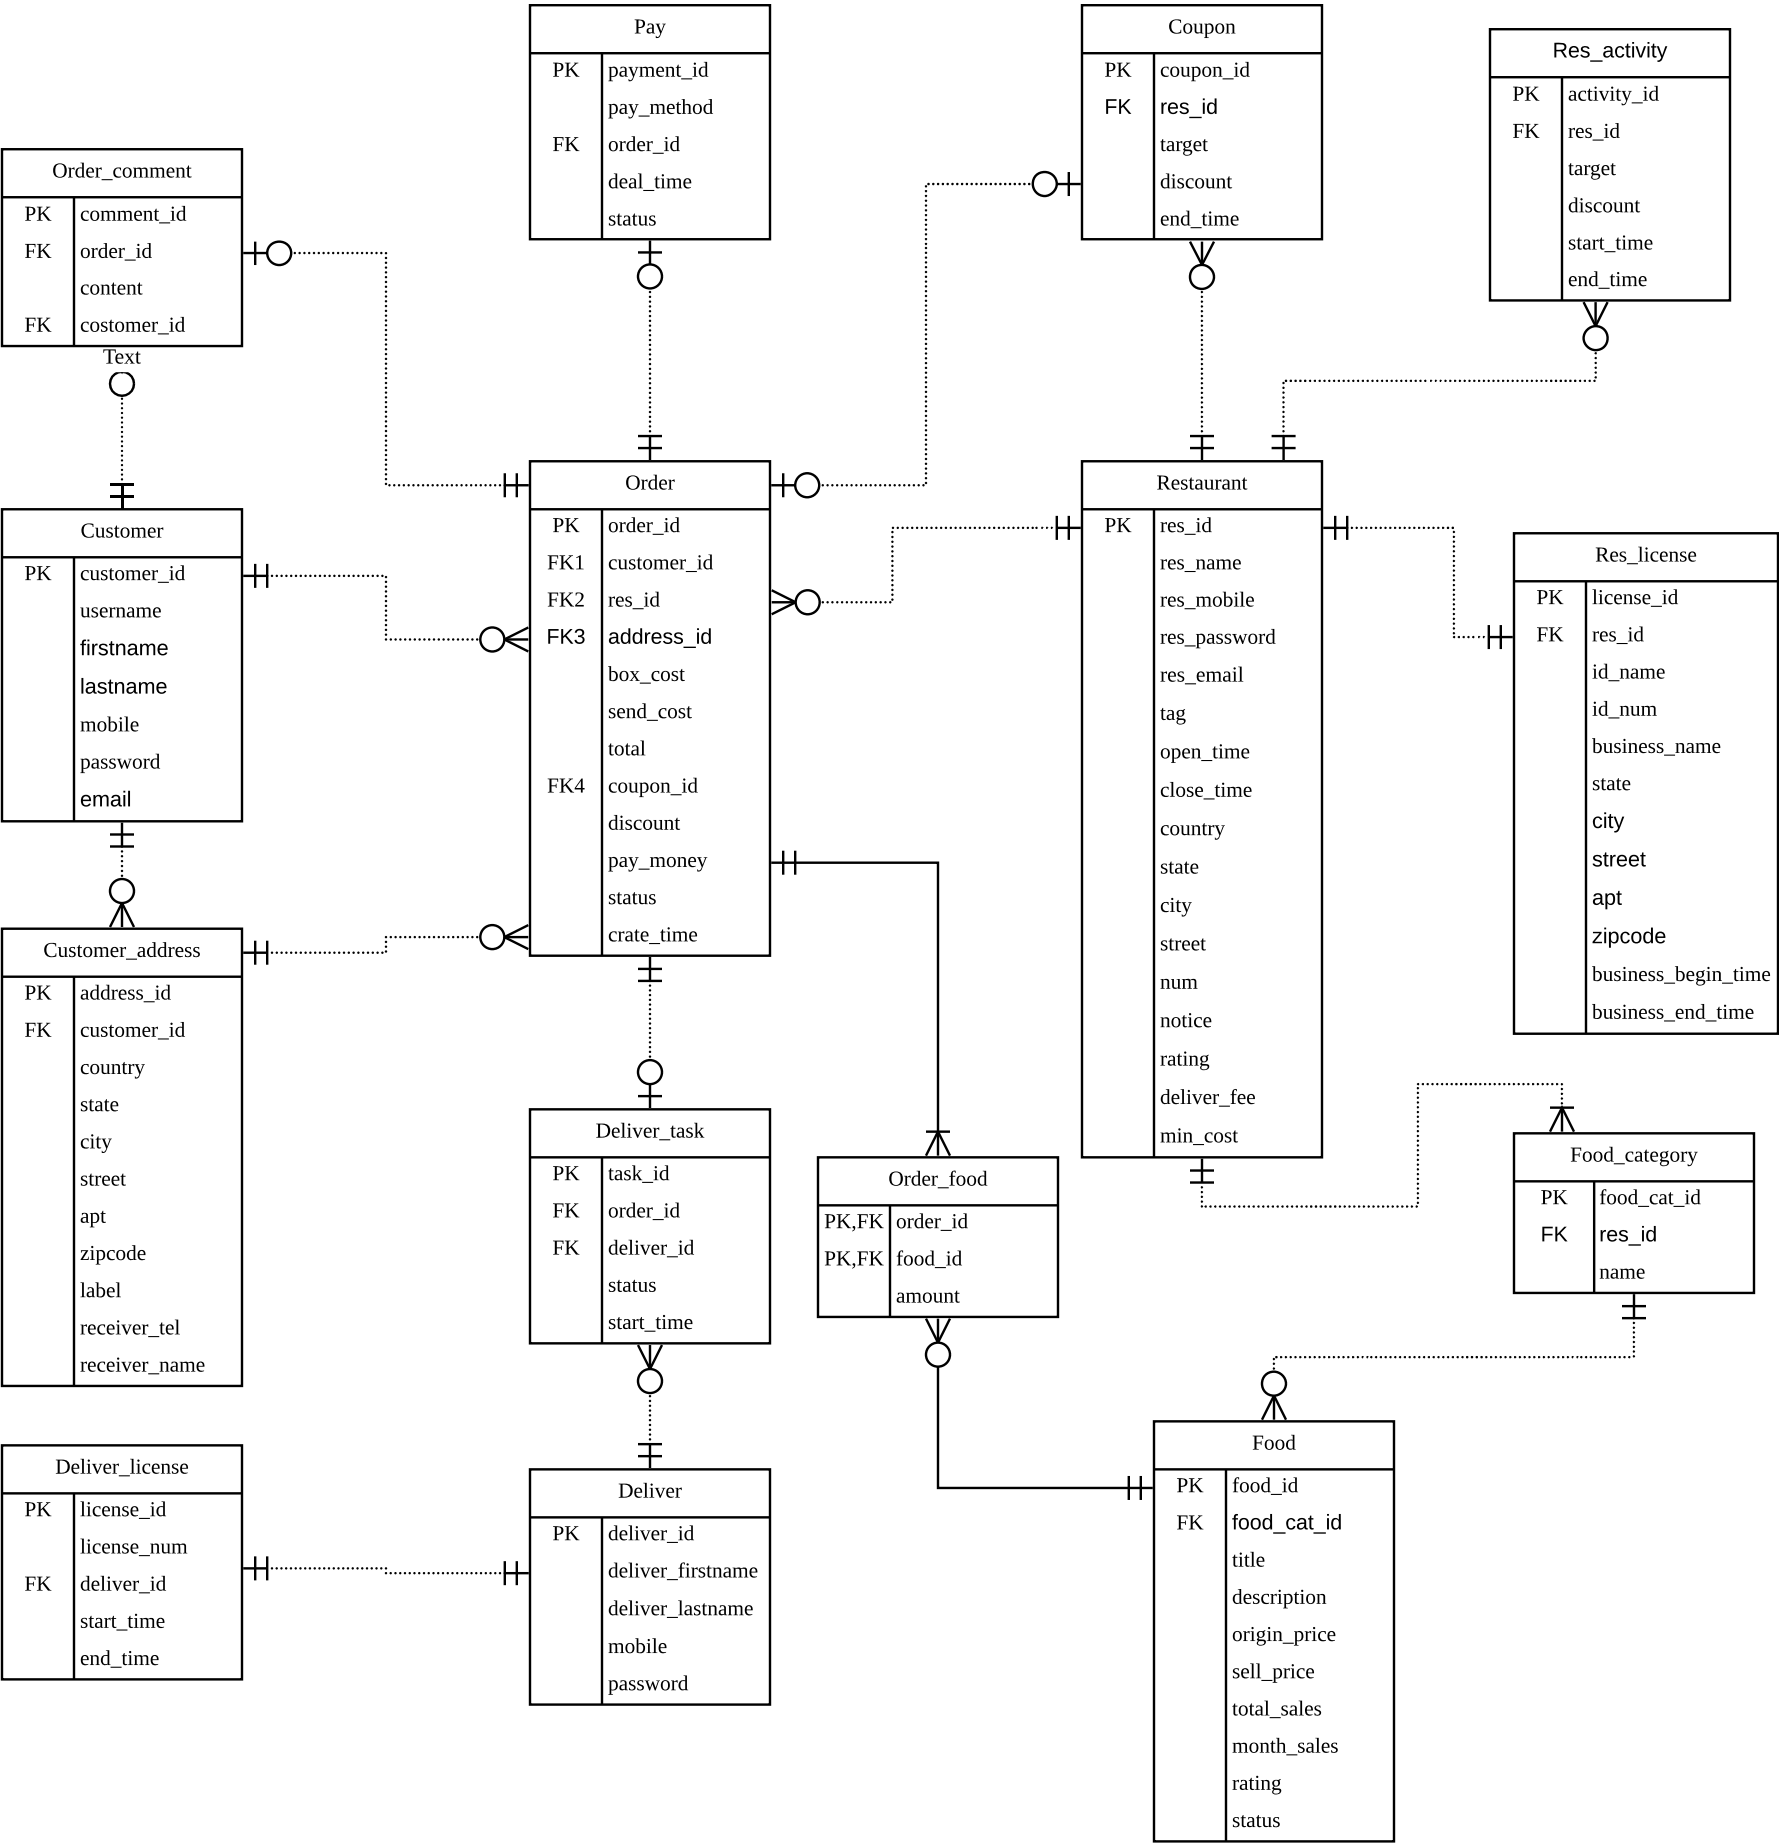 Pay
PK payment_id
pay_method
FK order_id
deal_time
status
Coupon
PK coupon_id
FK res_id
target
discount
end_time
Res_activity
PK activity_id
FK res_id
target
discount
start_time
end_time
Order_comment
PK comment_id
FK order_id
content
FK costomer_id
Text
Customer
PK customer_id
username
firstname
lastname
mobile
password
email
Order
PK order_id
FK1 customer_id
FK2 res_id
FK3 address_id
box_cost
send_cost
total
FK4 coupon_id
discount
pay_money
status
crate_time
Restaurant
PK res_id
res_name
res_mobile
res_password
res_email
tag
open_time
close_time
country
state
city
street
num
notice
rating
deliver_fee
min_cost
Res_license
PK license_id
FK res_id
id_name
id_num
business_name
state
city
street
apt
zipcode
business_begin_time
business_end_time
Customer_address
PK address_id
FK customer_id
country
state
city
street
apt
zipcode
label
receiver_tel
receiver_name
Deliver_task
PK task_id
FK order_id
FK deliver_id
status
start_time
Order_food
PK,FK order_id
PK,FK food_id
amount
Food_category
PK food_cat_id
FK res_id
name
Deliver_license
PK license_id
license_num
FK deliver_id
start_time
end_time
Deliver
PK deliver_id
deliver_firstname
deliver_lastname
mobile
password
Food
PK food_id
FK food_cat_id
title
description
origin_price
sell_price
total_sales
month_sales
rating
status